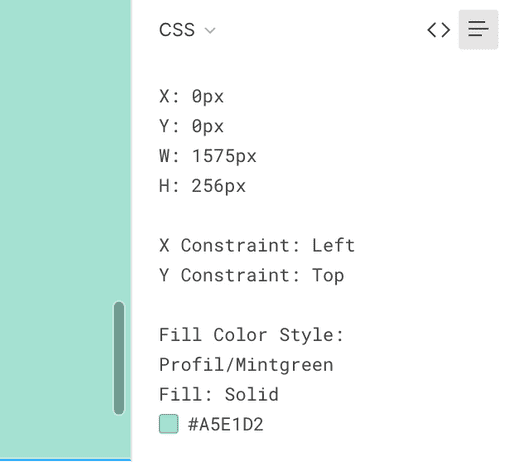 CSS
X: 0px
Y: 0px
W: 1575px
H: 256px
X Constraint: Left
Y Constraint: Top
Fill Color Style:
Profil/Mintgreen
Fill: Solid
#A5E1D2